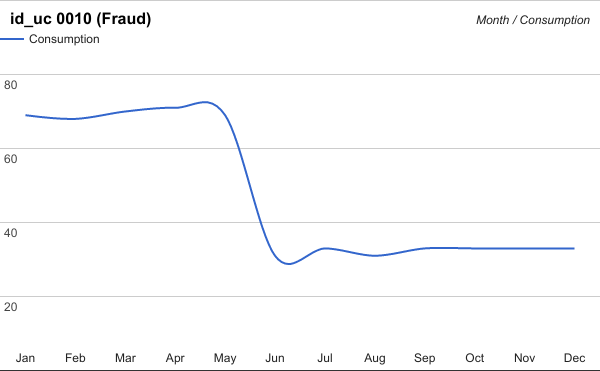 id_uc 0010 (Fraud)
Month / Consumption
Consumption
80
60
40
20
Jan Feb Mar Apr May Jun Jul Aug Sep Oct Nov Dec